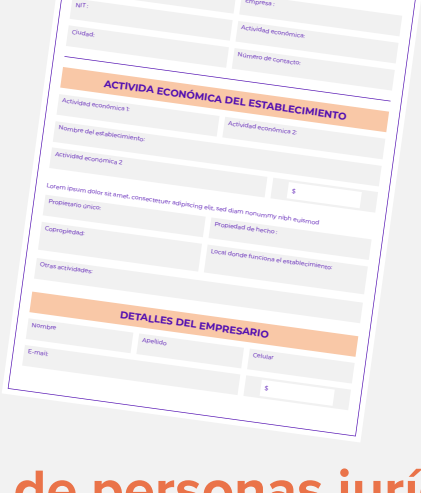 Empresa :
NIT:
Actividad económica:
Ciudad:
Número de contacto:
ACTIVIDA ECONÓMICA DEL ESTABLECIMIENTO
Actividad económica 1:
Actividad económica 2:
Nombre del establecimiento:
Actividad económica 2
$
Lorem ipsum dolor sit amet, consectetuer adipiscing elit, sed diam nonummy nibh euismod
Propietario único:
Propiedad de hecho :
Copropiedad:
Local donde funciona el establecimiento:
Otras actividades:
DETALLES DEL EMPRESARIO
Nombre
Apellido
Celular
E-mail:
$
de personas jurí